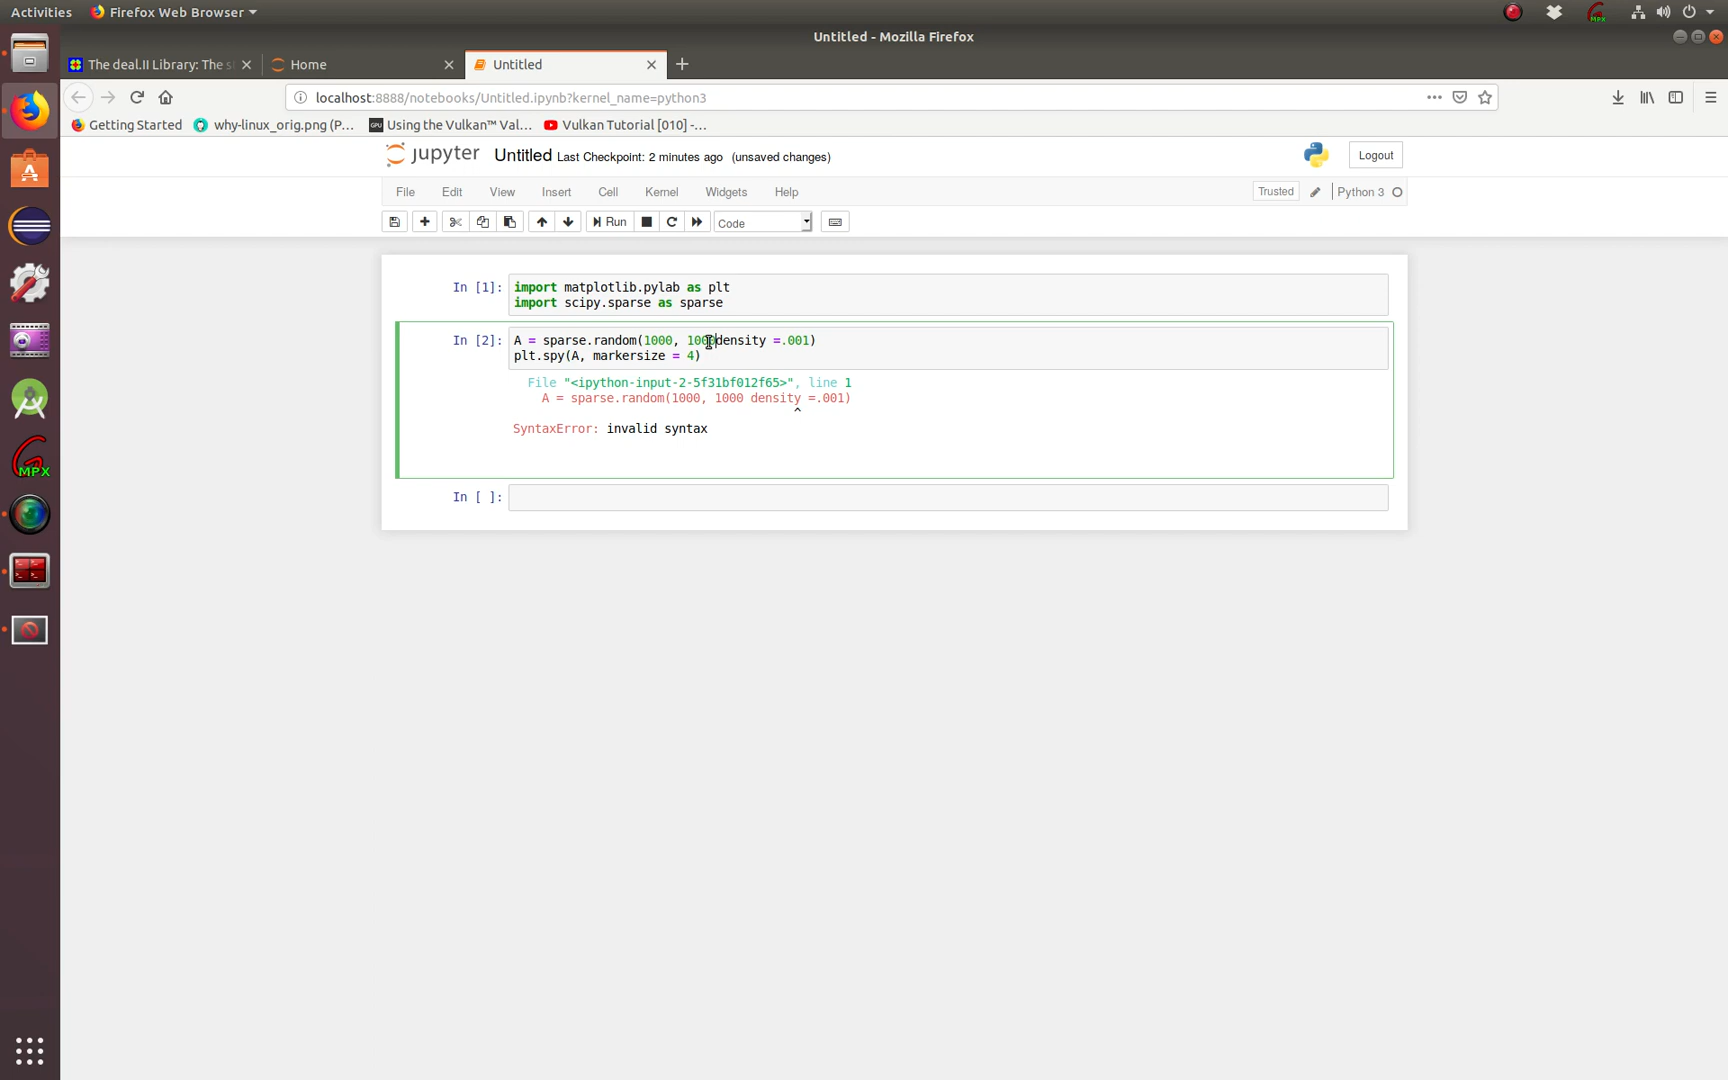 Activities Firefox Web Browser
MPX
Untitled - Mozilla Firefox
The deal.II Library: The s
Home
Untitled
localhost:8888/notebooks/Untitled.ipynb?kernel_name=python3
Getting Started why-linux_orig.png (P... GPU Using the Vulkan™ Val... Vulkan Tutorial [010] -...
jupyter Untitled Last Checkpoint: 2 minutes ago (unsaved changes) Logout
File Edit View Insert Cell Kernel Widgets Help Trusted Python 3
Run Code
In [1]: import matplotlib.pylab as plt
import scipy.sparse as sparse
In [2]: A = sparse.random(1000, 1000density =.001)
plt.spy(A, markersize = 4)
File "<ipython-input-2-5f31bf012f65>", line 1
A = sparse.random(1000, 1000 density =.001)
^
SyntaxError: invalid syntax
In [ ]:
MPX